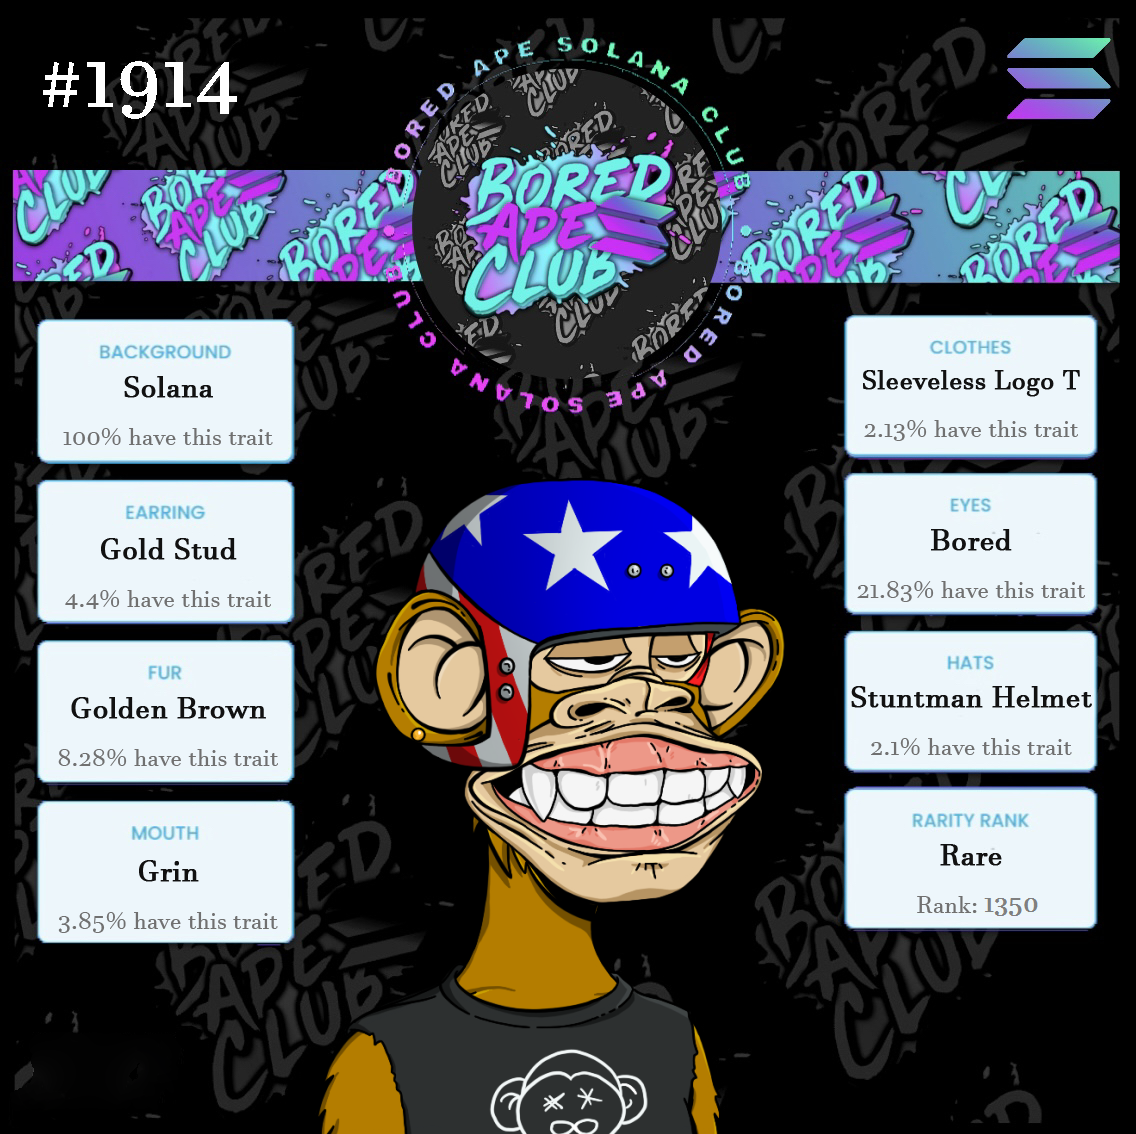 #1914
BORED APE SOLANA CLUB
BORED APE SOLANA CLUB
BORED
APE
CLUB
BACKGROUND
Solana
100% have this trait
EARRING
Gold Stud
4.4% have this trait
FUR
Golden Brown
8.28% have this trait
MOUTH
Grin
3.85% have this trait
CLOTHES
Sleeveless Logo T
2.13% have this trait
EYES
Bored
21.83% have this trait
HATS
Stuntman Helmet
2.1% have this trait
RARITY RANK
Rare
Rank: 1350